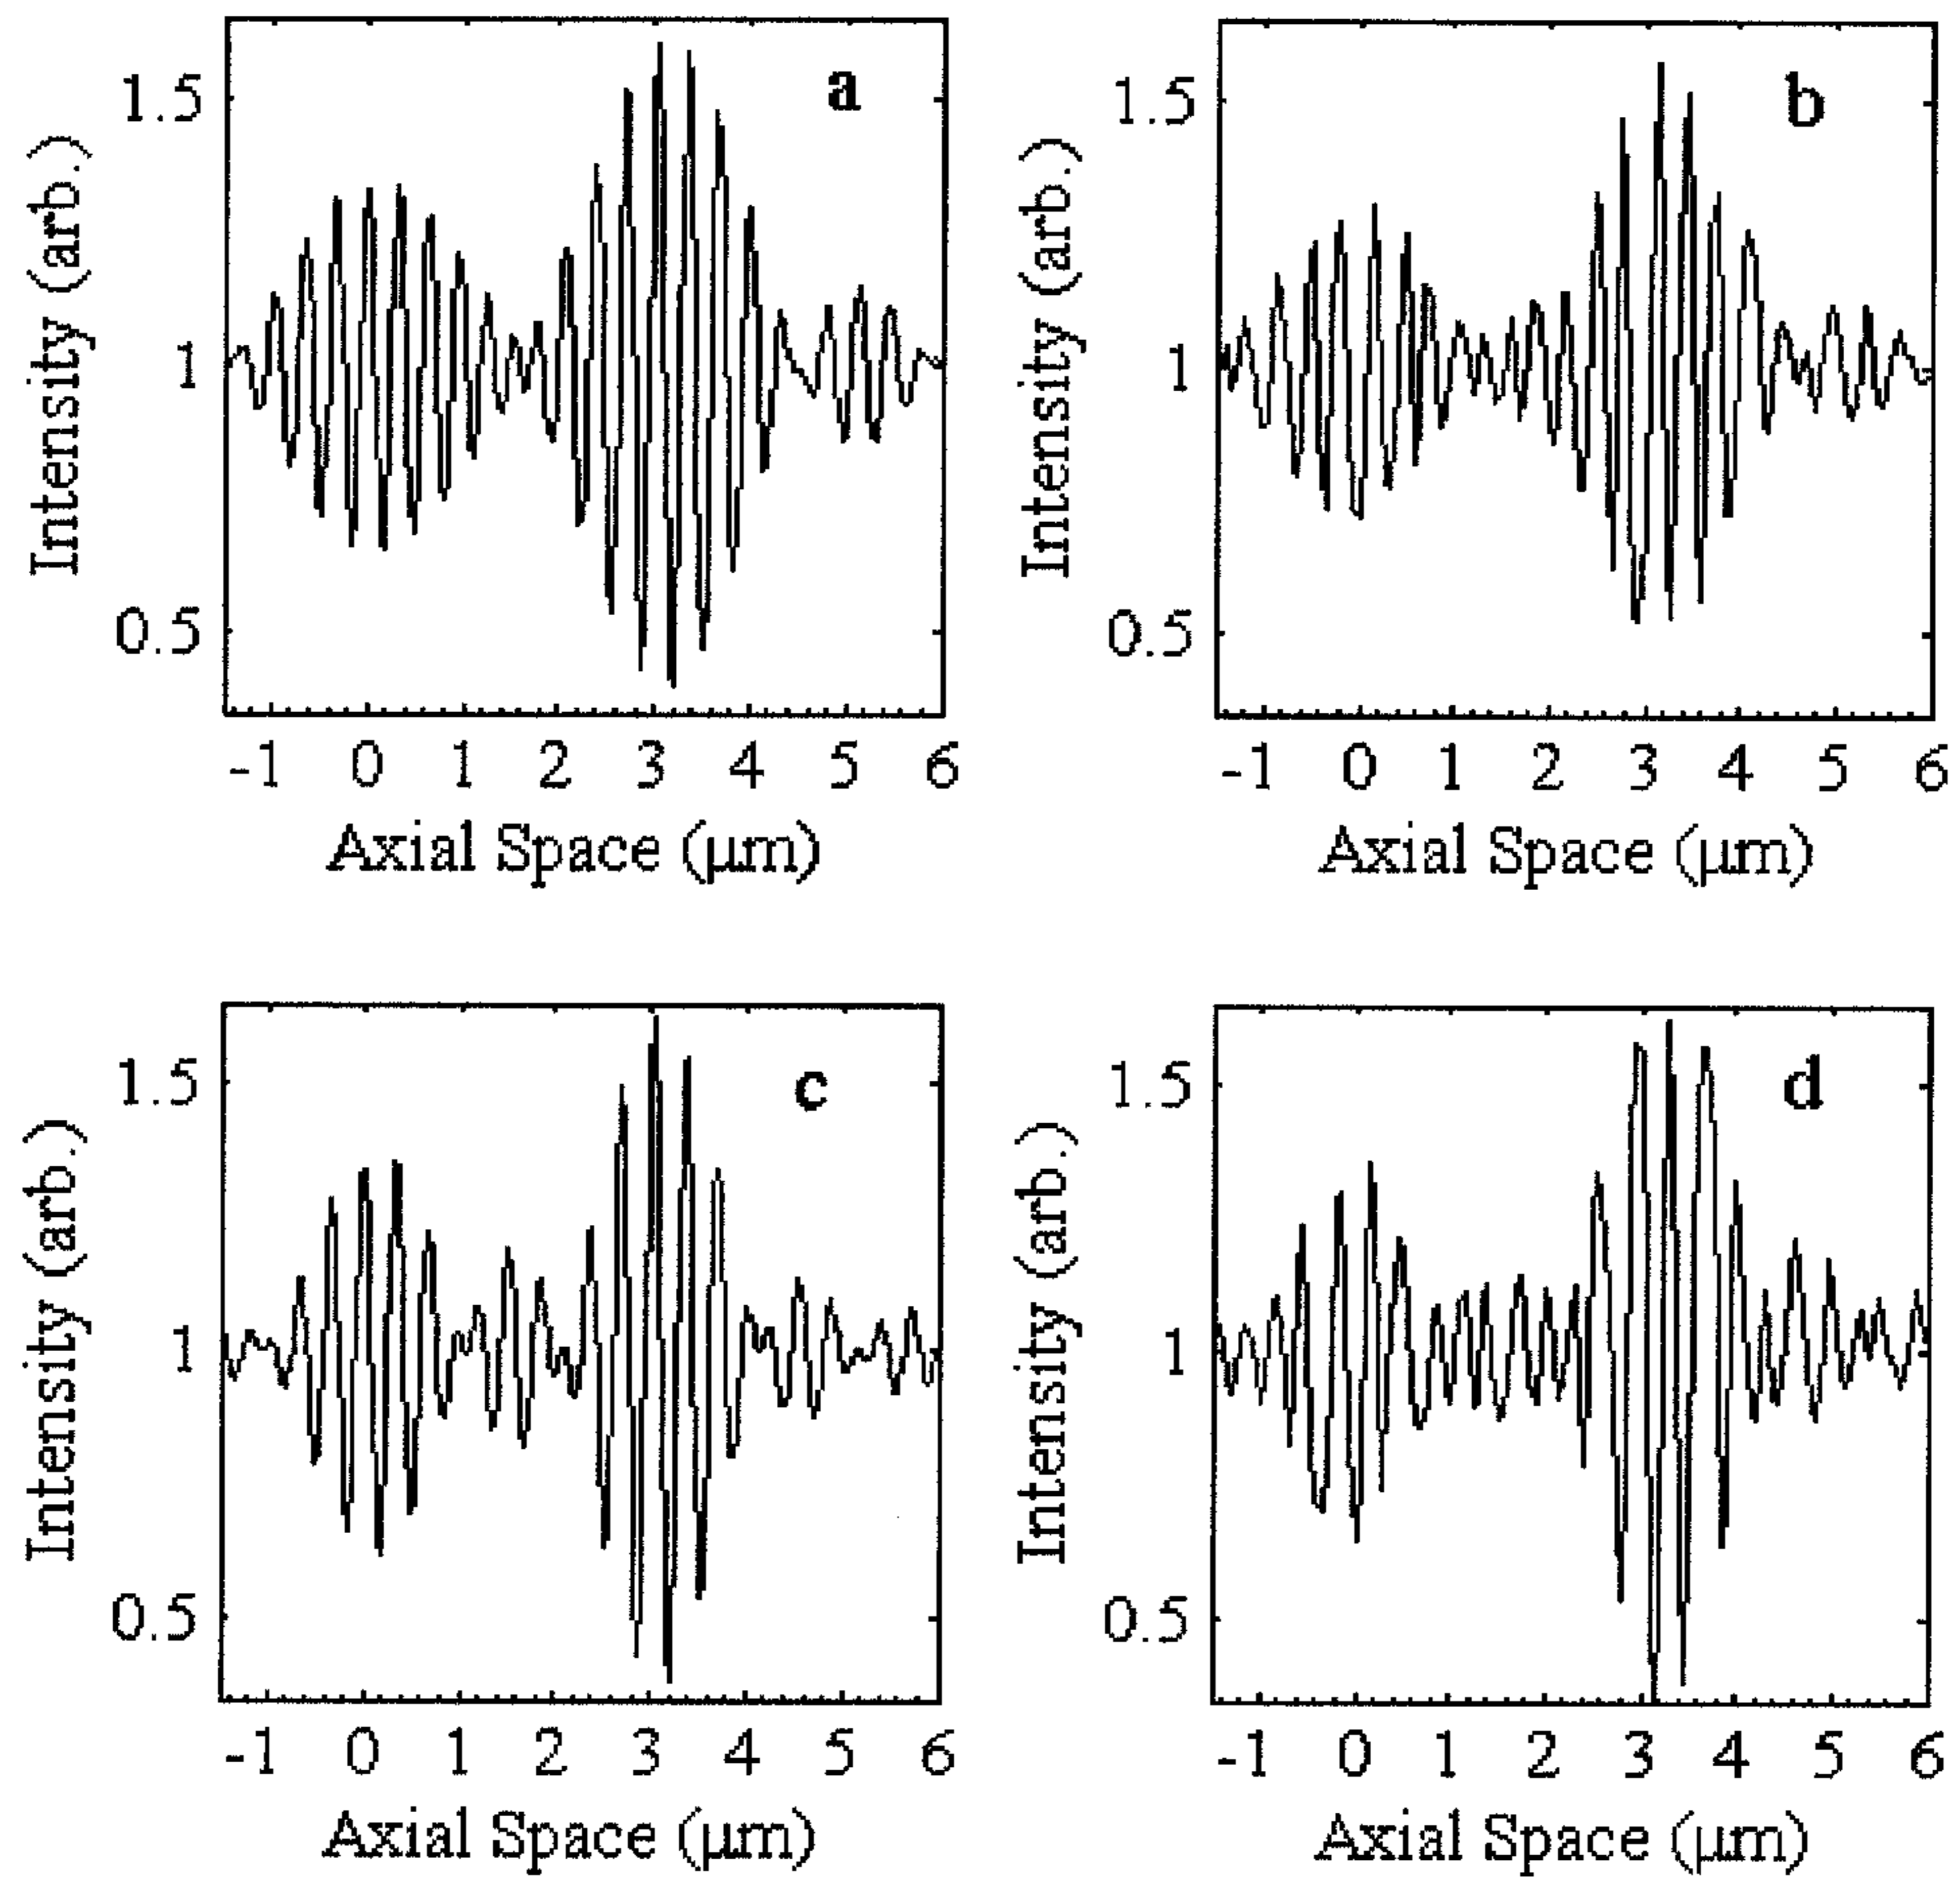 a
Intensity (arb.)
1.5
1
0.5
-1 0 1 2 3 4 5 6
Axial Space (μm)
b
Intensity (arb.)
1.5
1
0.5
-1 0 1 2 3 4 5 6
Axial Space (μm)
c
Intensity (arb.)
1.5
1
0.5
-1 0 1 2 3 4 5 6
Axial Space (μm)
d
Intensity (arb.)
1.5
1
0.5
-1 0 1 2 3 4 5 6
Axial Space (μm)